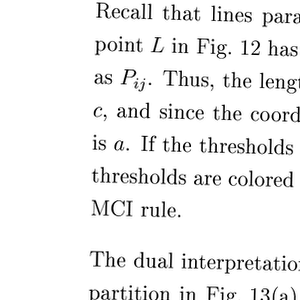 Recall that lines para
point L in Fig. 12 has
as P_{ij}. Thus, the lengt
c, and since the coord
is a. If the thresholds
thresholds are colored
MCI rule.
The dual interpretation
partition in Fig. 13(a)